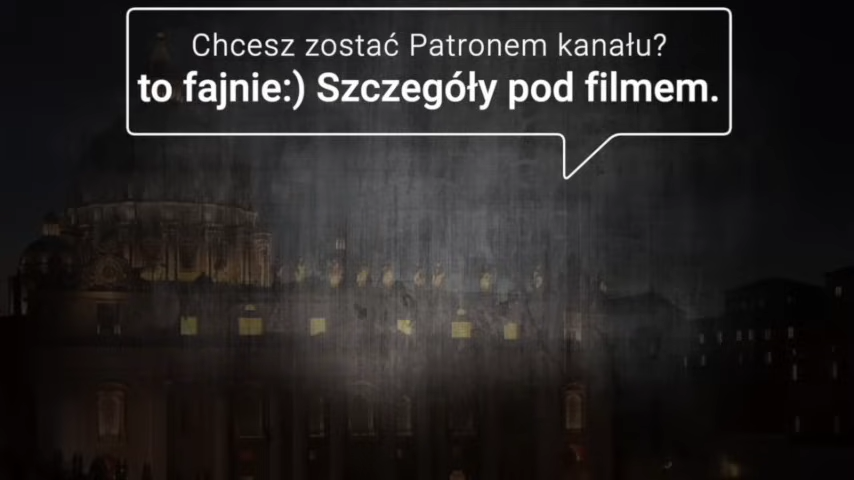 Chcesz zostać Patronem kanału?
to fajnie:) Szczegóły pod filmem.